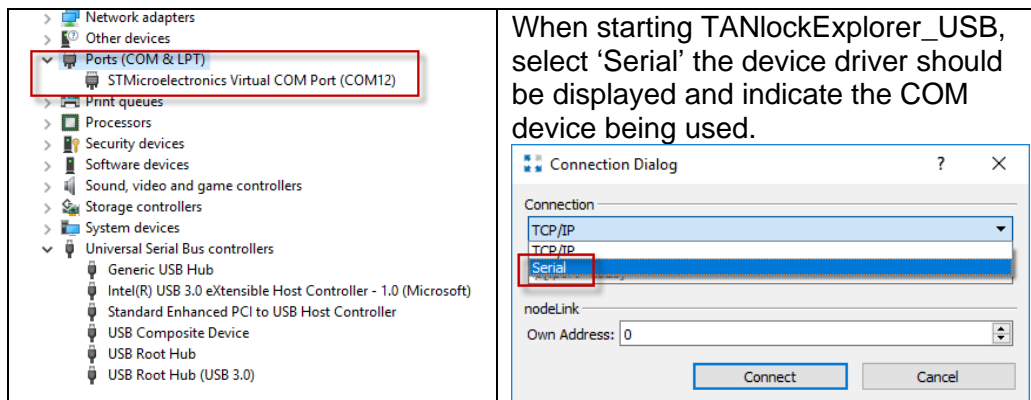 Network adapters
Other devices
Ports (COM & LPT)
STMicroelectronics Virtual COM Port (COM12)
Print queues
Processors
Security devices
Software devices
Sound, video and game controllers
Storage controllers
System devices
Universal Serial Bus controllers
Generic USB Hub
Intel(R) USB 3.0 eXtensible Host Controller - 1.0 (Microsoft)
Standard Enhanced PCI to USB Host Controller
USB Composite Device
USB Root Hub
USB Root Hub (USB 3.0)
When starting TANlockExplorer_USB,
select ‘Serial’ the device driver should
be displayed and indicate the COM
device being used.
Connection Dialog
Connection
TCP/IP
TCP/IP
Serial
nodeLink
Own Address: 0
Connect Cancel